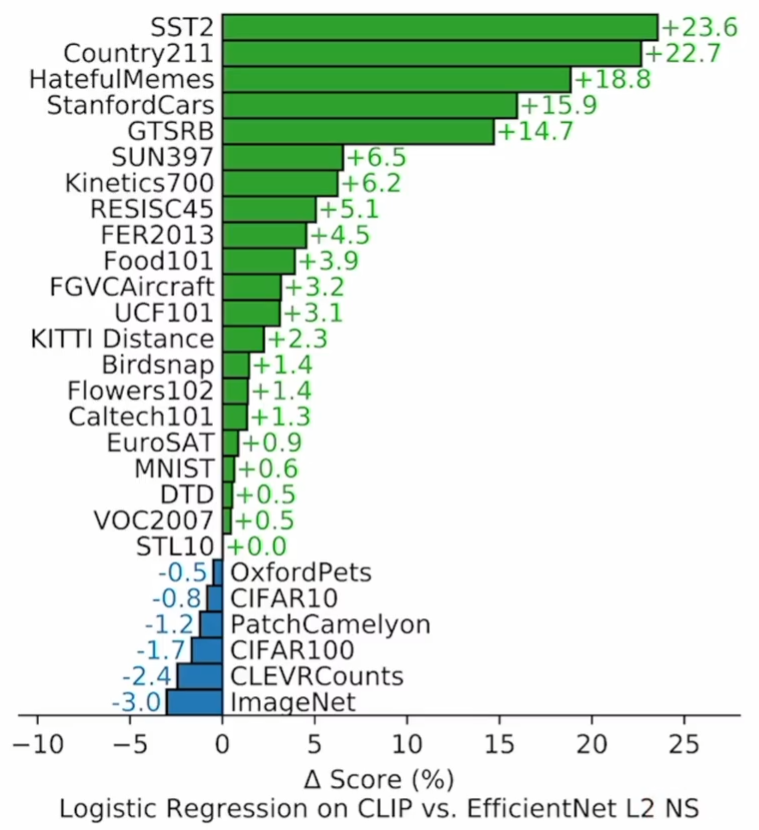 SST2 +23.6
Country211 +22.7
HatefulMemes +18.8
StanfordCars +15.9
GTSRB +14.7
SUN397 +6.5
Kinetics700 +6.2
RESISC45 +5.1
FER2013 +4.5
Food101 +3.9
FGVCAircraft +3.2
UCF101 +3.1
KITTI Distance +2.3
Birdsnap +1.4
Flowers102 +1.4
Caltech101 +1.3
EuroSAT +0.9
MNIST +0.6
DTD +0.5
VOC2007 +0.5
STL10 +0.0
-0.5 OxfordPets
-0.8 CIFAR10
-1.2 PatchCamelyon
-1.7 CIFAR100
-2.4 CLEVRCounts
-3.0 ImageNet
−10 −5 0 5 10 15 20 25
Δ Score (%)
Logistic Regression on CLIP vs. EfficientNet L2 NS